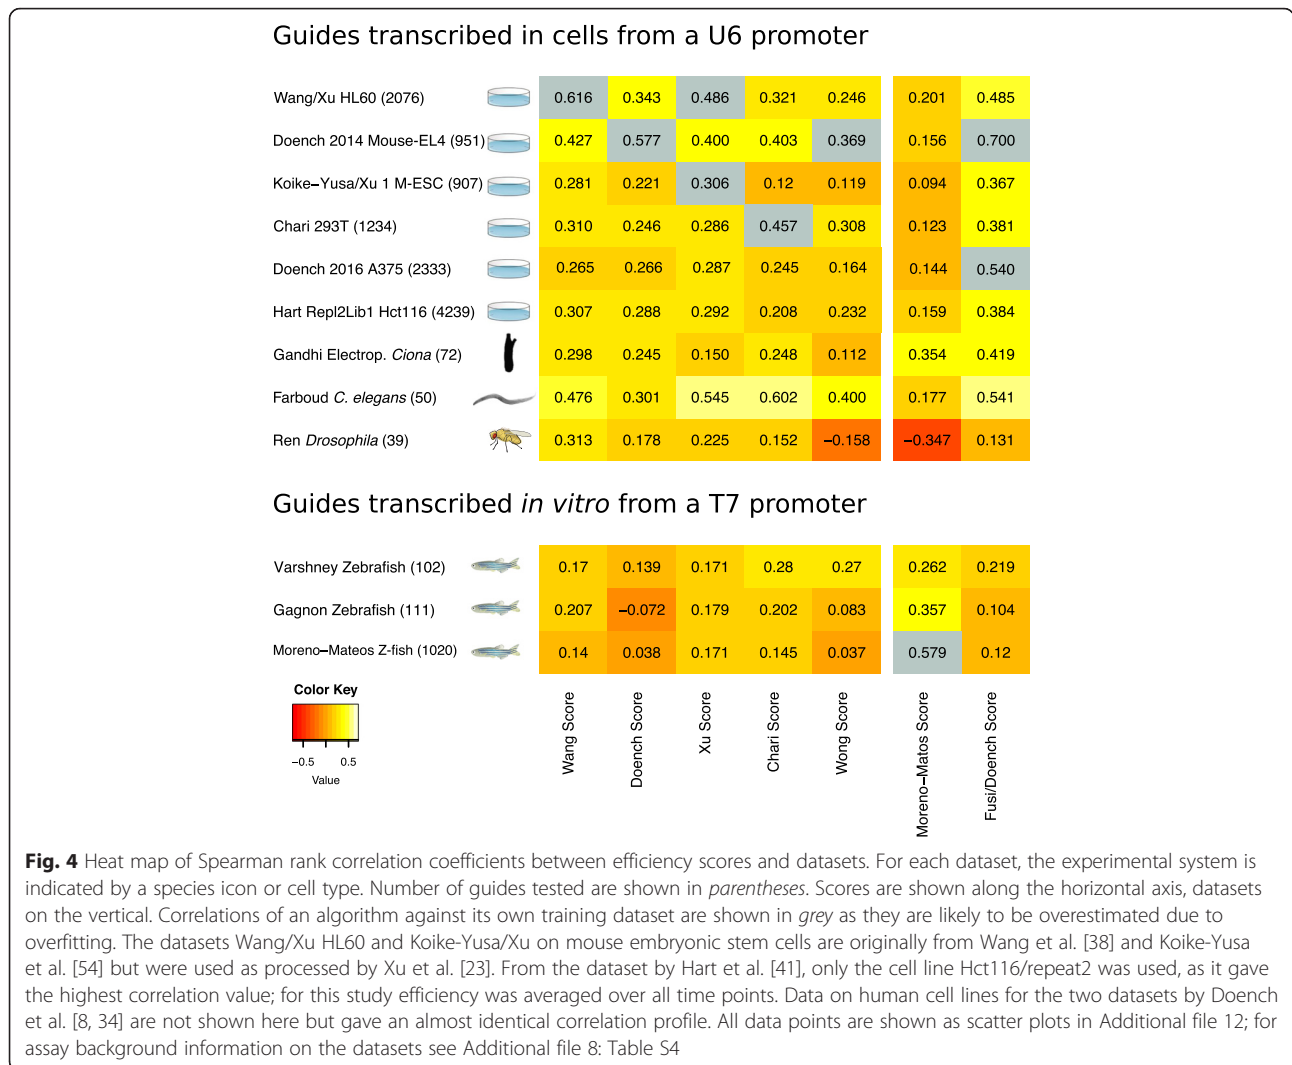 Guides transcribed in cells from a U6 promoter
Wang/Xu HL60 (2076) 0.616 0.343 0.486 0.321 0.246 0.201 0.485
Doench 2014 Mouse-EL4 (951) 0.427 0.577 0.400 0.403 0.369 0.156 0.700
Koike−Yusa/Xu 1 M-ESC (907) 0.281 0.221 0.306 0.12 0.119 0.094 0.367
Chari 293T (1234) 0.310 0.246 0.286 0.457 0.308 0.123 0.381
Doench 2016 A375 (2333) 0.265 0.266 0.287 0.245 0.164 0.144 0.540
Hart Repl2Lib1 Hct116 (4239) 0.307 0.288 0.292 0.208 0.232 0.159 0.384
Gandhi Electrop. Ciona (72) 0.298 0.245 0.150 0.248 0.112 0.354 0.419
Farboud C. elegans (50) 0.476 0.301 0.545 0.602 0.400 0.177 0.541
Ren Drosophila (39) 0.313 0.178 0.225 0.152 −0.158 −0.347 0.131
Guides transcribed in vitro from a T7 promoter
Varshney Zebrafish (102) 0.17 0.139 0.171 0.28 0.27 0.262 0.219
Gagnon Zebrafish (111) 0.207 −0.072 0.179 0.202 0.083 0.357 0.104
Moreno−Mateos Z-fish (1020) 0.14 0.038 0.171 0.145 0.037 0.579 0.12
Color Key
−0.5 0.5
Value
Wang Score
Doench Score
Xu Score
Chari Score
Wong Score
Moreno−Matos Score
Fusi/Doench Score
Fig. 4 Heat map of Spearman rank correlation coefficients between efficiency scores and datasets. For each dataset, the experimental system is
indicated by a species icon or cell type. Number of guides tested are shown in parentheses. Scores are shown along the horizontal axis, datasets
on the vertical. Correlations of an algorithm against its own training dataset are shown in grey as they are likely to be overestimated due to
overfitting. The datasets Wang/Xu HL60 and Koike-Yusa/Xu on mouse embryonic stem cells are originally from Wang et al. [38] and Koike-Yusa
et al. [54] but were used as processed by Xu et al. [23]. From the dataset by Hart et al. [41], only the cell line Hct116/repeat2 was used, as it gave
the highest correlation value; for this study efficiency was averaged over all time points. Data on human cell lines for the two datasets by Doench
et al. [8, 34] are not shown here but gave an almost identical correlation profile. All data points are shown as scatter plots in Additional file 12; for
assay background information on the datasets see Additional file 8: Table S4